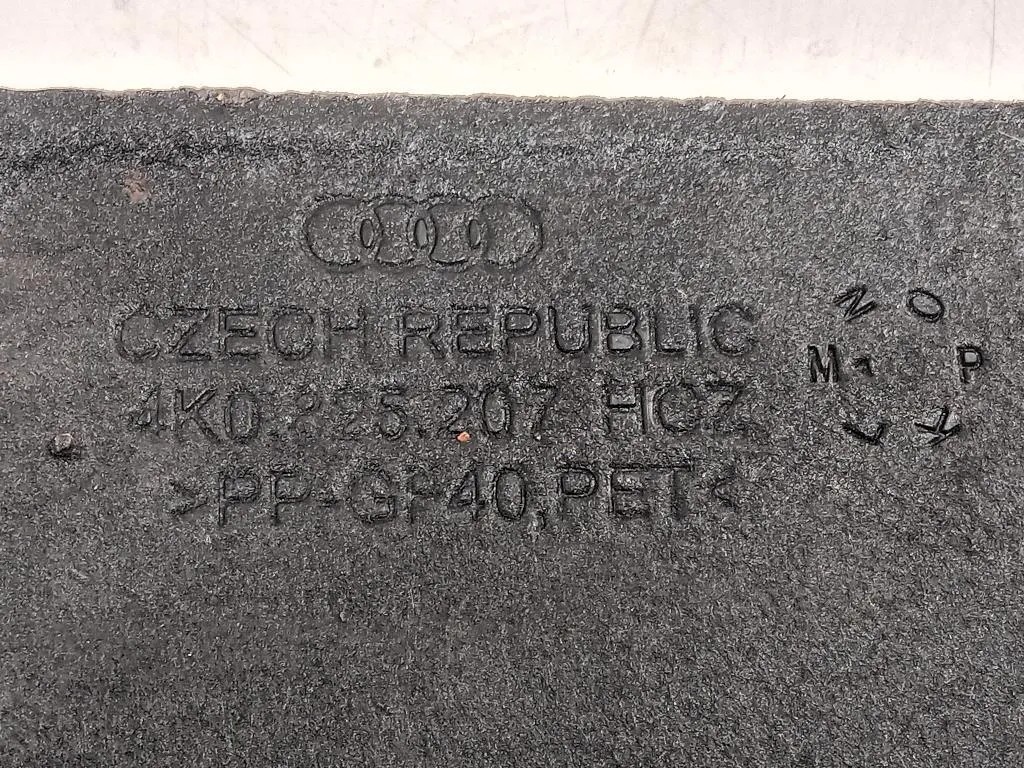 CZECH REPUBLIC
4K0.825.207 HCZ
>PP-GF40,PET<
N O
M P
L K